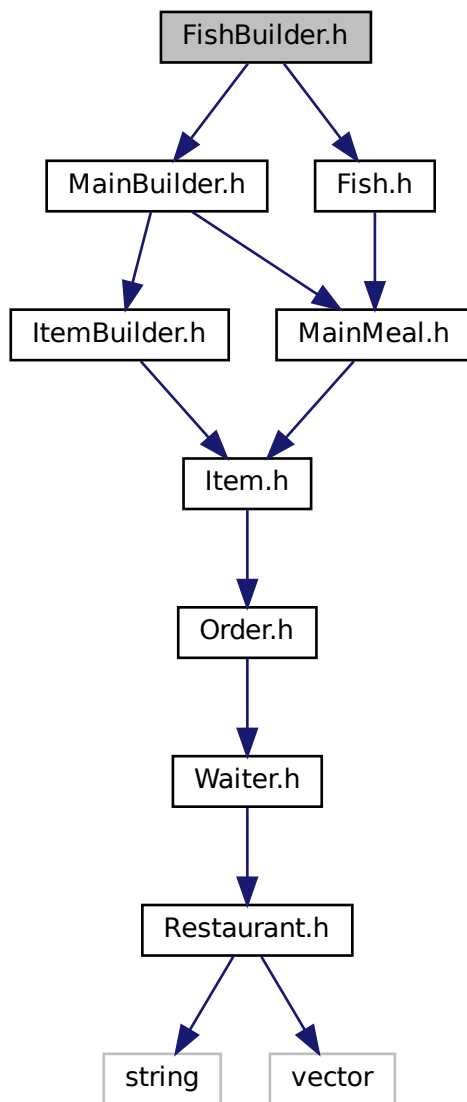 FishBuilder.h
MainBuilder.h
Fish.h
ItemBuilder.h
MainMeal.h
Item.h
Order.h
Waiter.h
Restaurant.h
string
vector